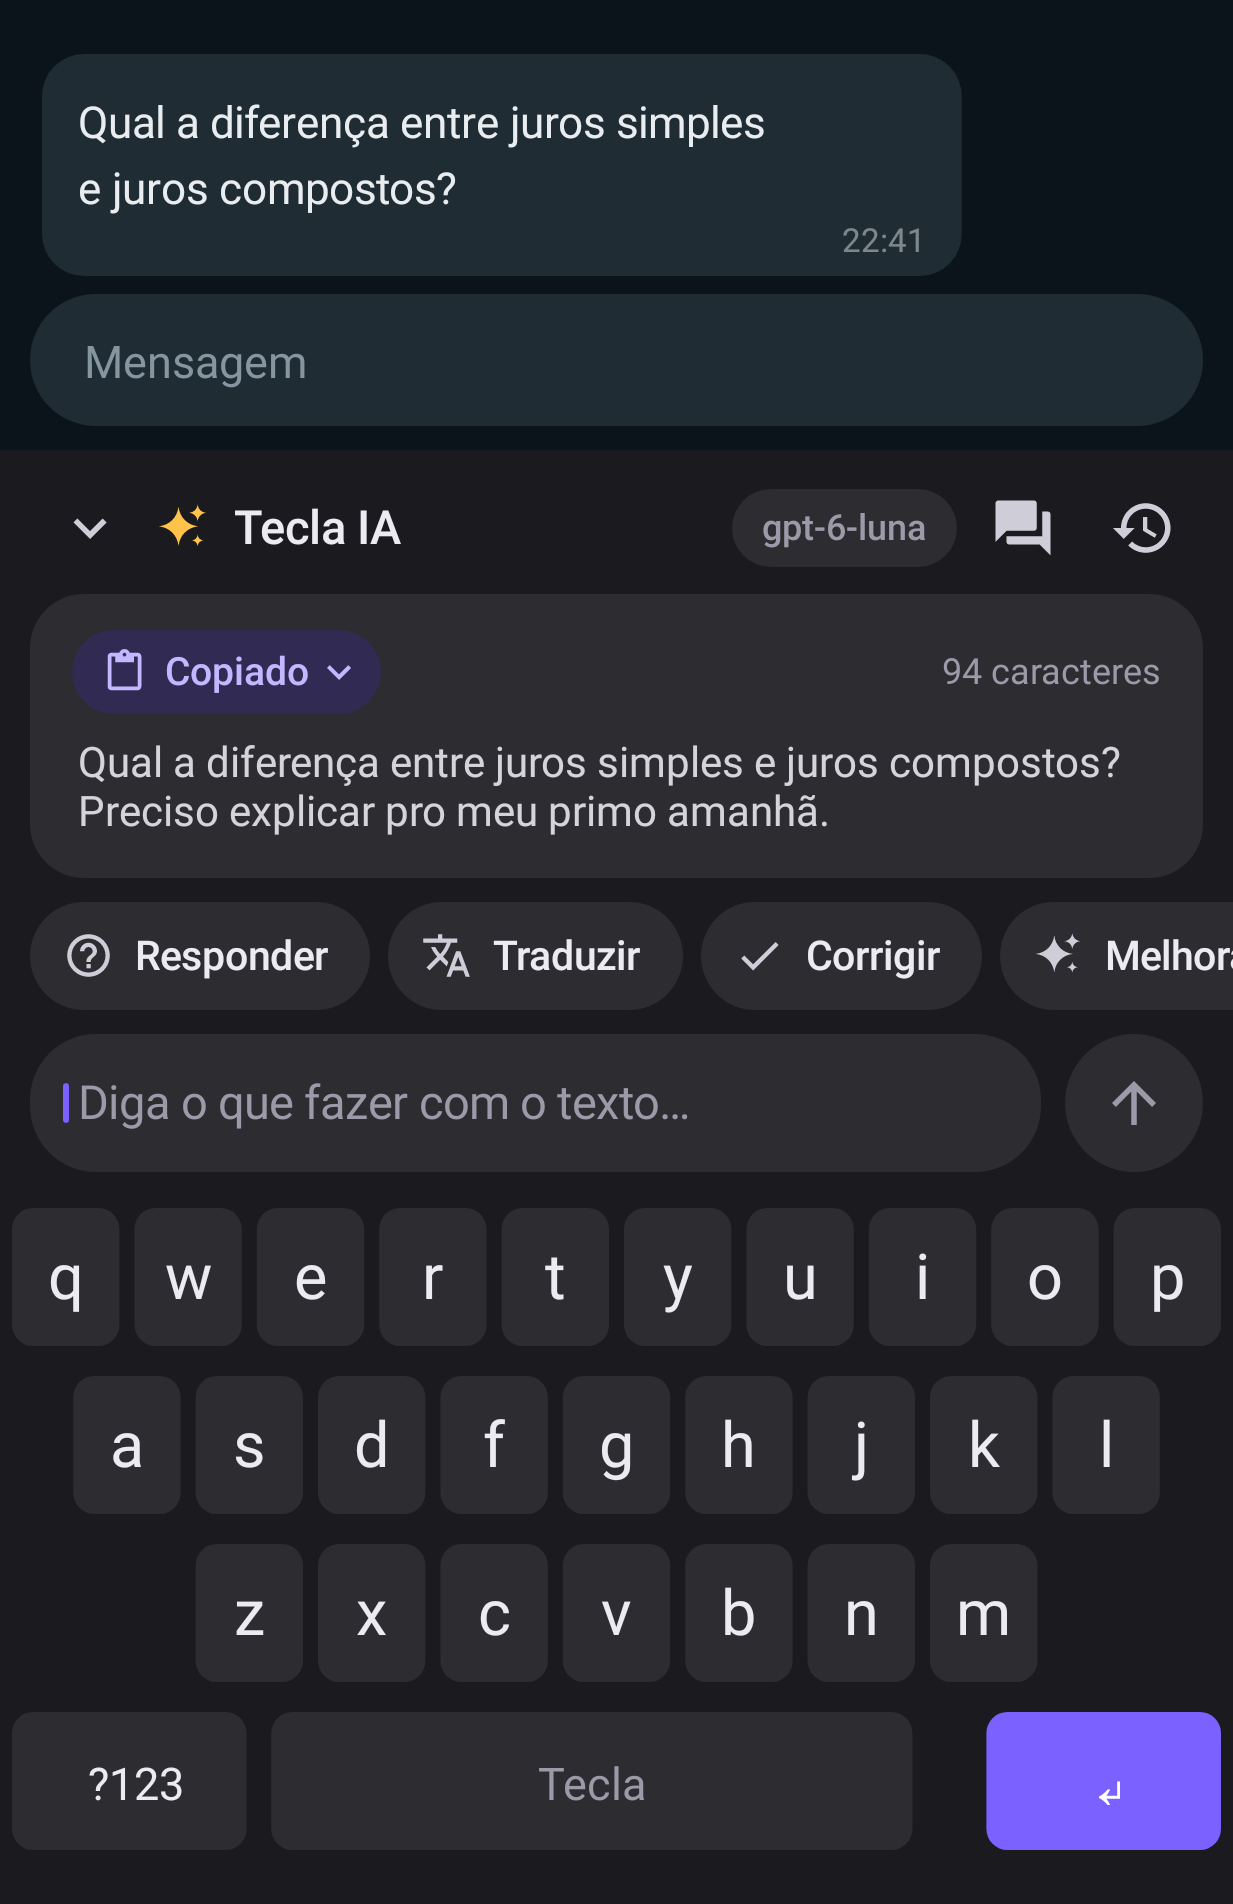 Qual a diferença entre juros simples
e juros compostos?
22:41
Mensagem
Tecla IA
gpt-6-luna
Copiado
94 caracteres
Qual a diferença entre juros simples e juros compostos?
Preciso explicar pro meu primo amanhã.
Responder
Traduzir
Corrigir
Melhora
Diga o que fazer com o texto…
q w e r t y u i o p
a s d f g h j k l
z x c v b n m
?123
Tecla